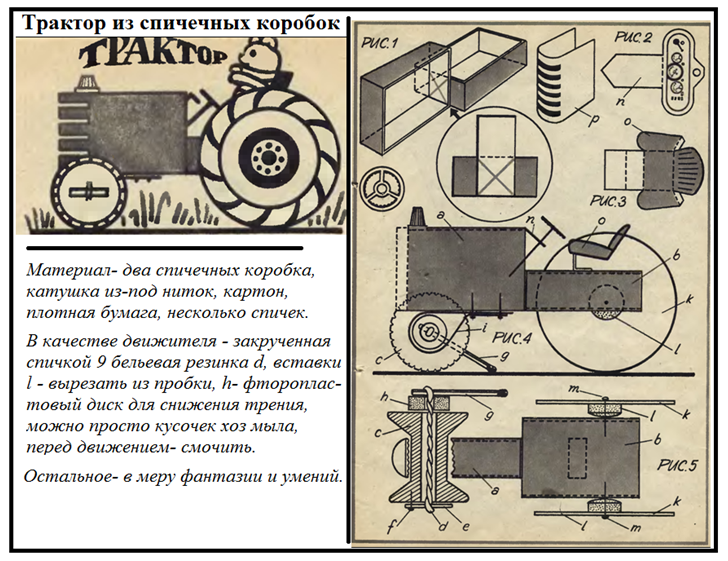 Трактор из спичечных коробок
ТРАКТОР
Материал- два спичечных коробка,
катушка из-под ниток, картон,
плотная бумага, несколько спичек.
В качестве движителя - закрученная
спичкой 9 бельевая резинка d, вставки
l - вырезать из пробки, h- фтороплас-
товый диск для снижения трения,
можно просто кусочек хоз мыла,
перед движением- смочить.
Остальное- в меру фантазии и умений.
РИС.1
p
РИС.2
n
o
РИС.3
a
n
o
b
k
l
c
i
g
РИС.4
h
g
c
a
f
d
e
m
l
k
b
РИС.5
l
m
k